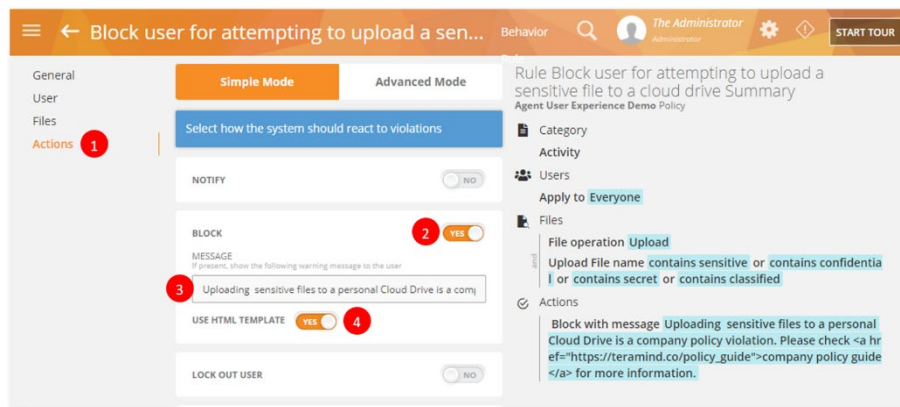 ← Block user for attempting to upload a sen...
Behavior
The Administrator
Administrator
START TOUR
General
User
Files
Actions
1
Simple Mode
Advanced Mode
Select how the system should react to violations
NOTIFY
NO
BLOCK
2
YES
MESSAGE
If present, show the following warning message to the user
3
Uploading sensitive files to a personal Cloud Drive is a comp
USE HTML TEMPLATE
YES
4
LOCK OUT USER
NO
Rule Block user for attempting to upload a
sensitive file to a cloud drive Summary
Agent User Experience Demo Policy
Category
Activity
Users
Apply to Everyone
Files
and
File operation Upload
Upload File name contains sensitive or contains confidentia
l or contains secret or contains classified
Actions
Block with message Uploading sensitive files to a personal
Cloud Drive is a company policy violation. Please check <a hr
ef="https://teramind.co/policy_guide">company policy guide
</a> for more information.